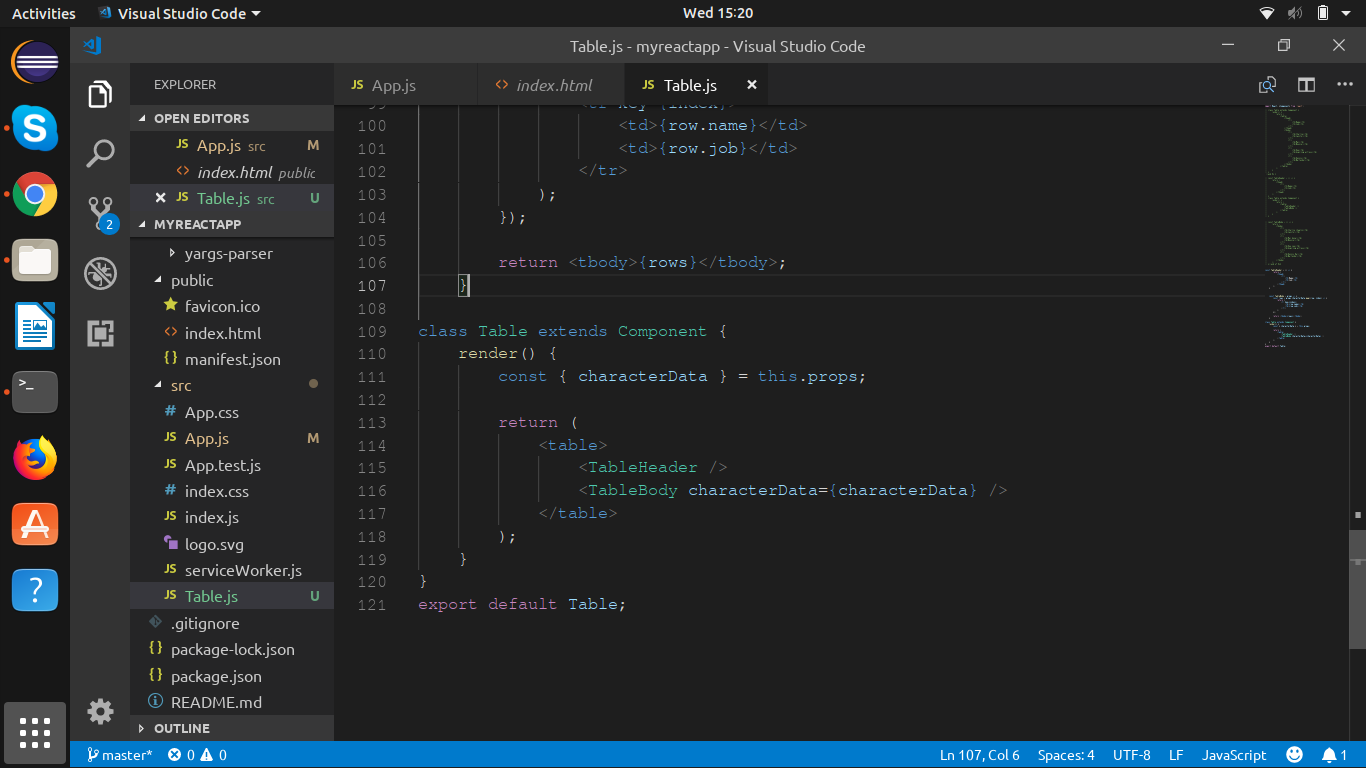 Activities
Visual Studio Code
Wed 15:20
Table.js - myreactapp - Visual Studio Code
EXPLORER
OPEN EDITORS
JS App.js src M
<> index.html public
JS Table.js src U
2
MYREACTAPP
yargs-parser
public
favicon.ico
<> index.html
{} manifest.json
src
# App.css
JS App.js M
JS App.test.js
# index.css
JS index.js
logo.svg
JS serviceWorker.js
JS Table.js U
.gitignore
{} package-lock.json
{} package.json
README.md
OUTLINE
JS App.js
<> index.html
JS Table.js
99 <tr key={index}>
100 <td>{row.name}</td>
101 <td>{row.job}</td>
102 </tr>
103 );
104 });
105
106 return <tbody>{rows}</tbody>;
107 }
108
109 class Table extends Component {
110 render() {
111 const { characterData } = this.props;
112
113 return (
114 <table>
115 <TableHeader />
116 <TableBody characterData={characterData} />
117 </table>
118 );
119 }
120 }
121 export default Table;
master* 0 0
Ln 107, Col 6 Spaces: 4 UTF-8 LF JavaScript 1